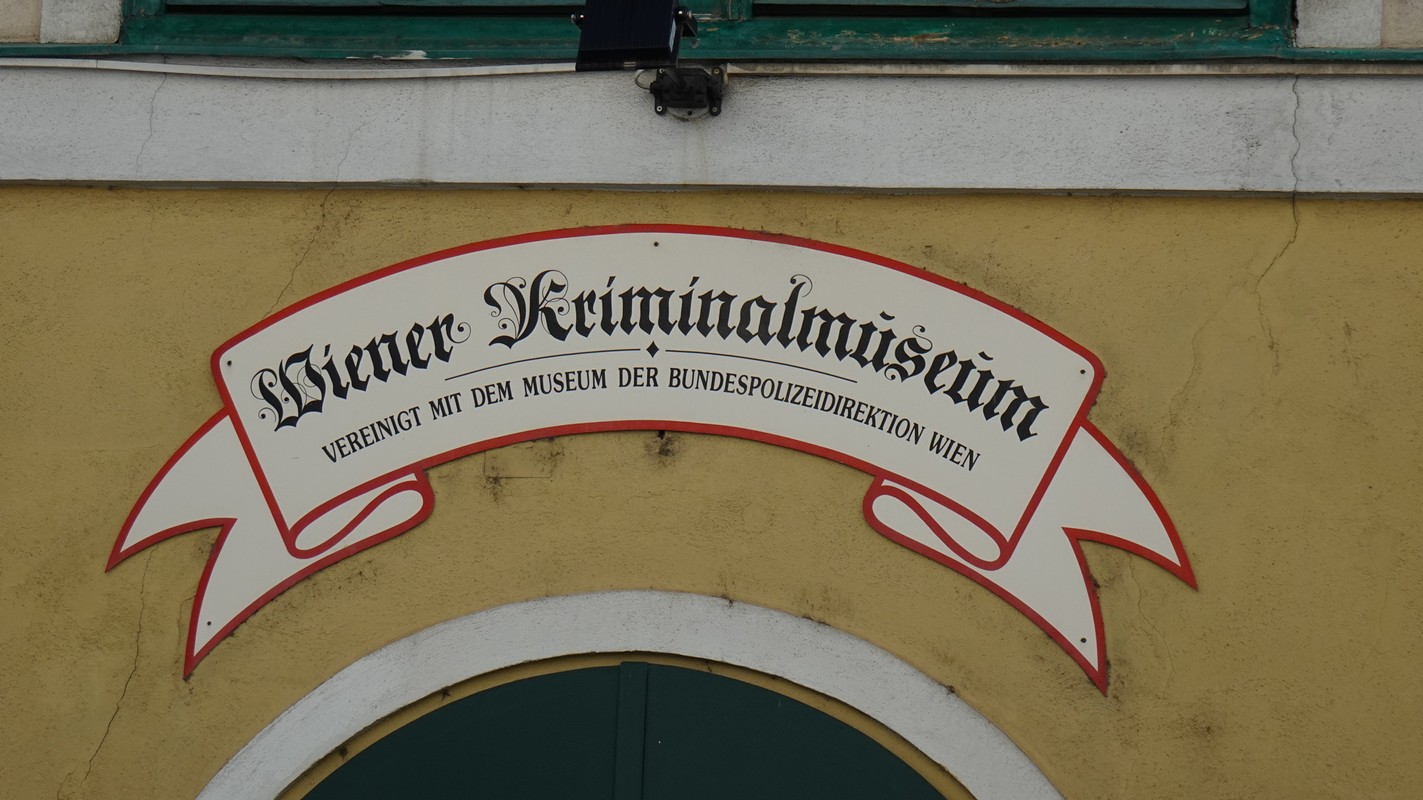 Wiener Kriminalmuseum
VEREINIGT MIT DEM MUSEUM DER BUNDESPOLIZEIDIREKTION WIEN